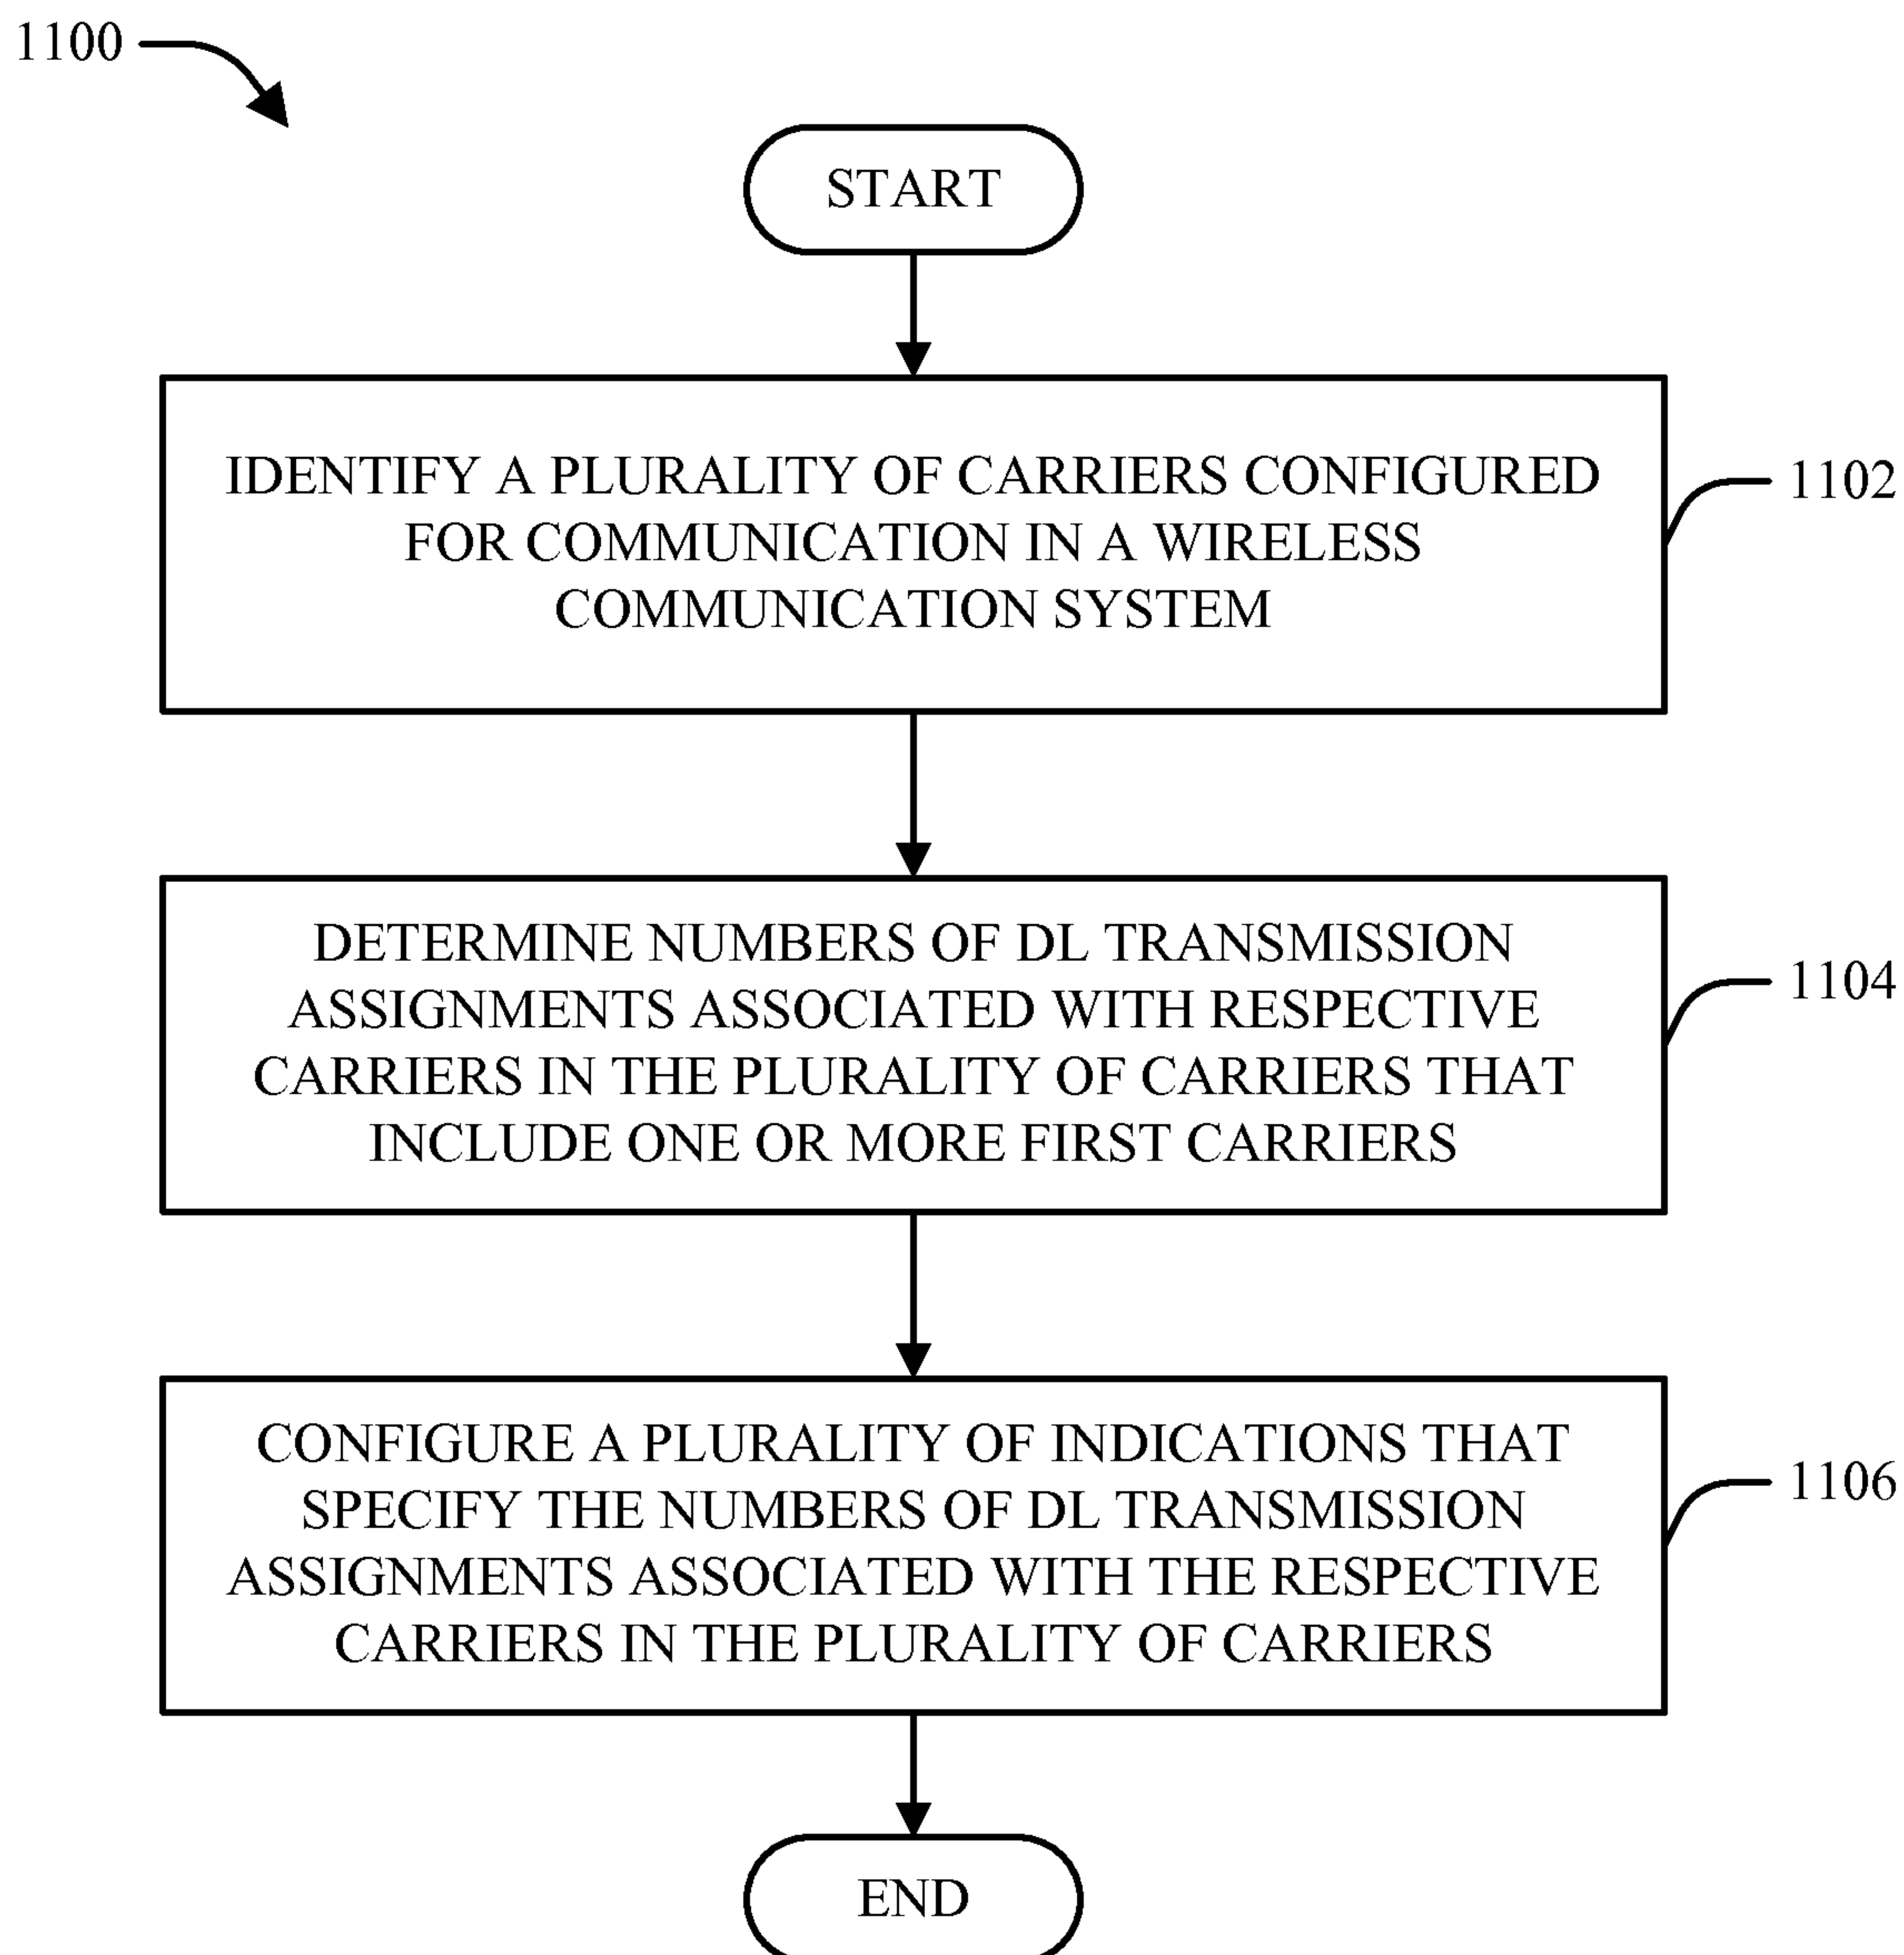 1100
START
IDENTIFY A PLURALITY OF CARRIERS CONFIGURED
FOR COMMUNICATION IN A WIRELESS
COMMUNICATION SYSTEM
1102
DETERMINE NUMBERS OF DL TRANSMISSION
ASSIGNMENTS ASSOCIATED WITH RESPECTIVE
CARRIERS IN THE PLURALITY OF CARRIERS THAT
INCLUDE ONE OR MORE FIRST CARRIERS
1104
CONFIGURE A PLURALITY OF INDICATIONS THAT
SPECIFY THE NUMBERS OF DL TRANSMISSION
ASSIGNMENTS ASSOCIATED WITH THE RESPECTIVE
CARRIERS IN THE PLURALITY OF CARRIERS
1106
END